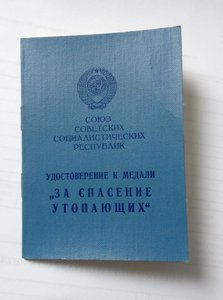 СОЮЗ
СОВЕТСКИХ
СОЦИАЛИСТИЧЕСКИХ
РЕСПУБЛИК
УДОСТОВЕРЕНИЕ К МЕДАЛИ
„ЗА СПАСЕНИЕ
УТОПАЮЩИХ“